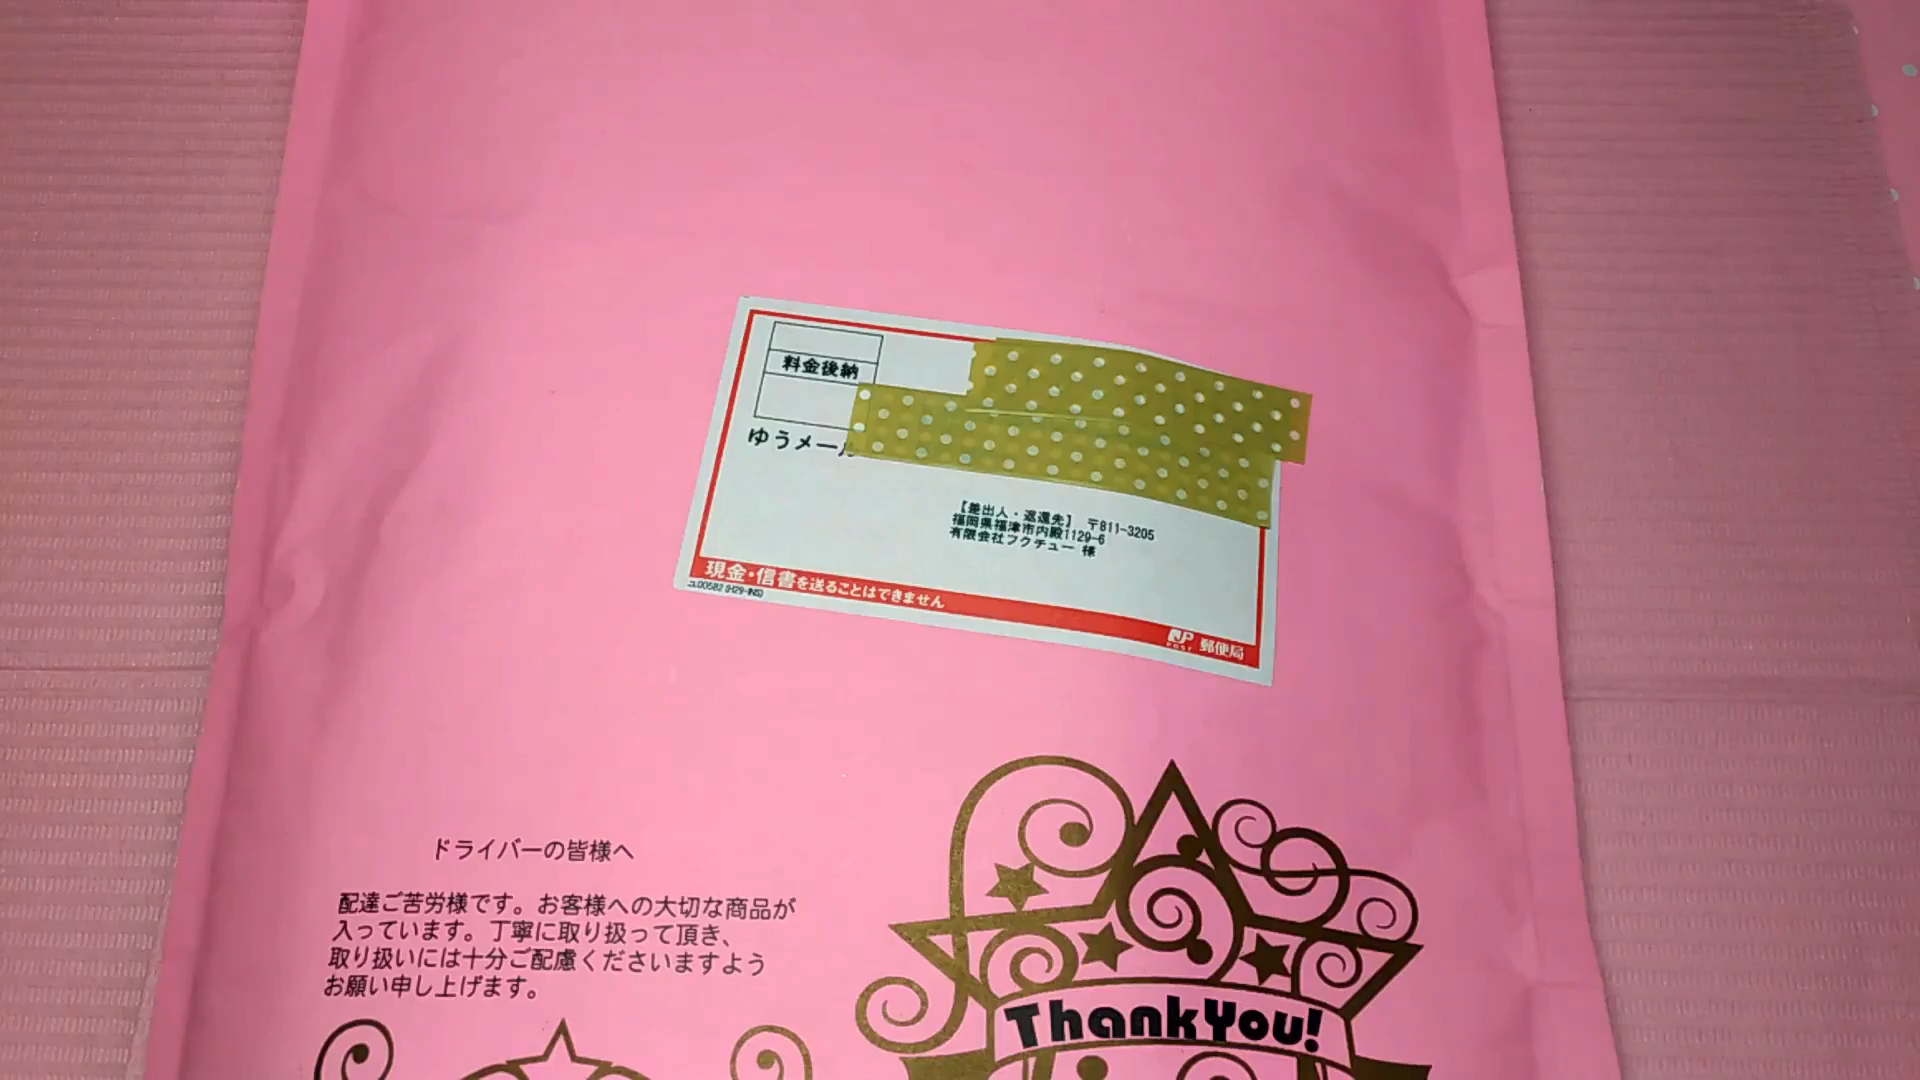 料金後納
ゆうメール
【差出人・返還先】 〒811-3205
福岡県福津市内殿1129-6
有限会社フクチュー 様
現金・信書を送ることはできません
JP POST 郵便局
ドライバーの皆様へ
配達ご苦労様です。お客様への大切な商品が
入っています。丁寧に取り扱って頂き、
取り扱いには十分ご配慮くださいますよう
お願い申し上げます。
ThankYou!